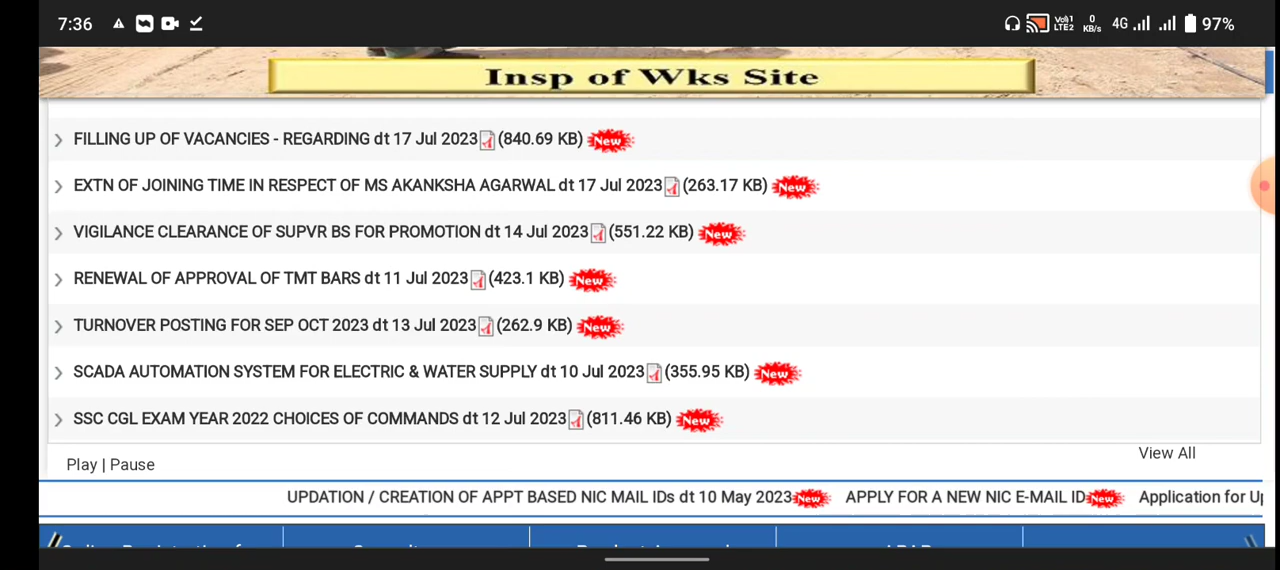 7:36 Vol) 1 LTE2 0 KB/s 4G 97%
Insp of Wks Site
FILLING UP OF VACANCIES - REGARDING dt 17 Jul 2023 (840.69 KB) New
EXTN OF JOINING TIME IN RESPECT OF MS AKANKSHA AGARWAL dt 17 Jul 2023 (263.17 KB) New
VIGILANCE CLEARANCE OF SUPVR BS FOR PROMOTION dt 14 Jul 2023 (551.22 KB) New
RENEWAL OF APPROVAL OF TMT BARS dt 11 Jul 2023 (423.1 KB) New
TURNOVER POSTING FOR SEP OCT 2023 dt 13 Jul 2023 (262.9 KB) New
SCADA AUTOMATION SYSTEM FOR ELECTRIC & WATER SUPPLY dt 10 Jul 2023 (355.95 KB) New
SSC CGL EXAM YEAR 2022 CHOICES OF COMMANDS dt 12 Jul 2023 (811.46 KB) New
View All
Play | Pause
UPDATION / CREATION OF APPT BASED NIC MAIL IDs dt 10 May 2023 New APPLY FOR A NEW NIC E-MAIL ID New Application for